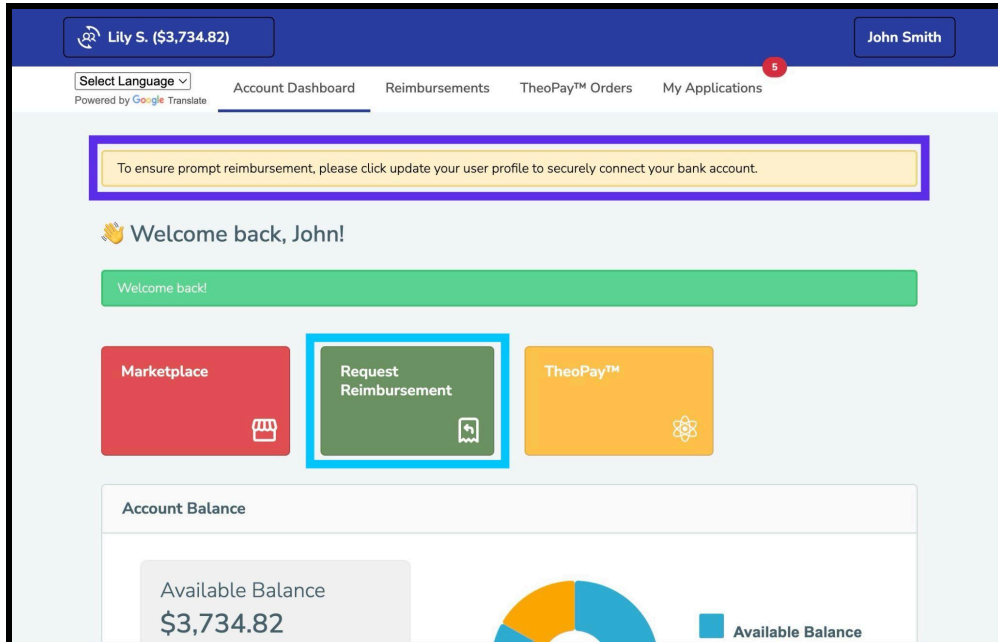 Lily S. ($3,734.82)
John Smith
Select Language
Powered by Google Translate
Account Dashboard
Reimbursements
TheoPay™ Orders
My Applications
5
To ensure prompt reimbursement, please click update your user profile to securely connect your bank account.
👋 Welcome back, John!
Welcome back!
Marketplace
Request
Reimbursement
TheoPay™
Account Balance
Available Balance
$3,734.82
Available Balance